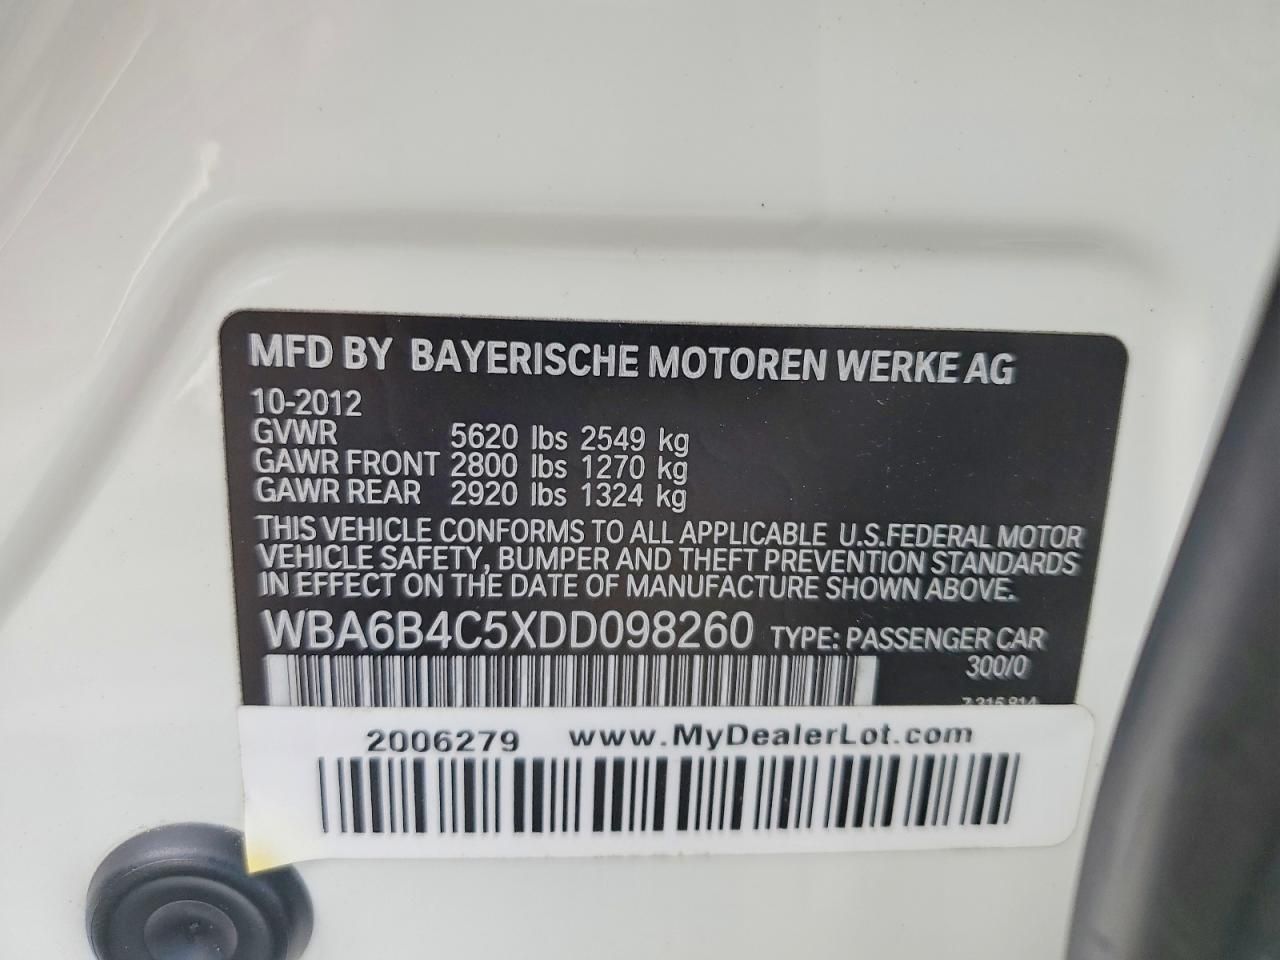 MFD BY BAYERISCHE MOTOREN WERKE AG
10-2012
GVWR 5620 lbs 2549 kg
GAWR FRONT 2800 lbs 1270 kg
GAWR REAR 2920 lbs 1324 kg
THIS VEHICLE CONFORMS TO ALL APPLICABLE U.S.FEDERAL MOTOR
VEHICLE SAFETY, BUMPER AND THEFT PREVENTION STANDARDS
IN EFFECT ON THE DATE OF MANUFACTURE SHOWN ABOVE.
WBA6B4C5XDD098260 TYPE: PASSENGER CAR
300/0
2006279 www.MyDealerLot.com